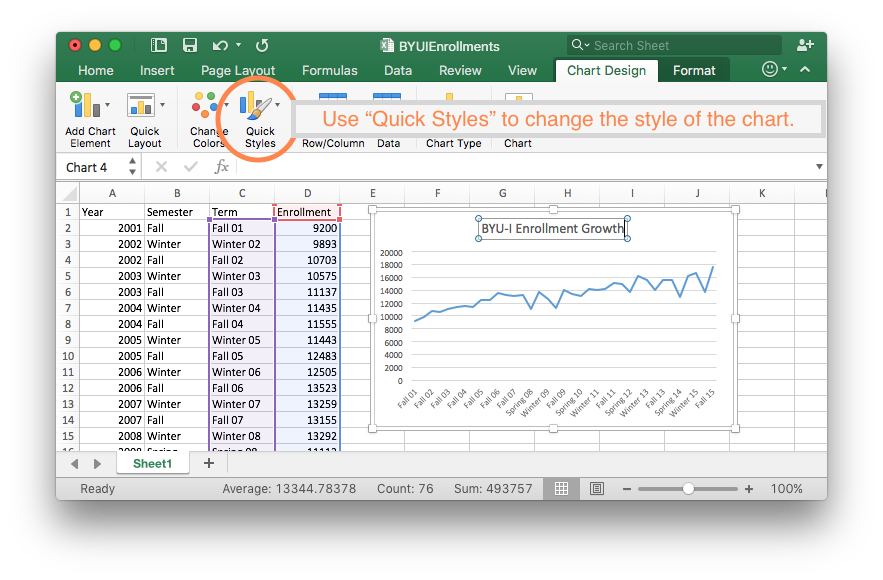 BYUIEnrollments
Search Sheet
Home Insert Page Layout Formulas Data Review View Chart Design Format
Use “Quick Styles” to change the style of the chart.
Add Chart Element
Quick Layout
Change Colors
Quick Styles
Row/Column
Data
Chart Type
Chart
Chart 4
fx
A B C D E F G H I J K
1 Year Semester Term Enrollment
2 2001 Fall Fall 01 9200
3 2002 Winter Winter 02 9893
4 2002 Fall Fall 02 10703
5 2003 Winter Winter 03 10575
6 2003 Fall Fall 03 11137
7 2004 Winter Winter 04 11435
8 2004 Fall Fall 04 11555
9 2005 Winter Winter 05 11443
10 2005 Fall Fall 05 12483
11 2006 Winter Winter 06 12505
12 2006 Fall Fall 06 13523
13 2007 Winter Winter 07 13259
14 2007 Fall Fall 07 13155
15 2008 Winter Winter 08 13292
BYU-I Enrollment Growth
20000
18000
16000
14000
12000
10000
8000
6000
4000
2000
0
Fall 01
Fall 02
Fall 03
Fall 04
Fall 05
Fall 06
Fall 07
Spring 08
Winter 09
Fall 09
Spring 10
Winter 11
Fall 11
Spring 12
Winter 13
Fall 13
Spring 14
Winter 15
Fall 15
Sheet1
Ready Average: 13344.78378 Count: 76 Sum: 493757 100%